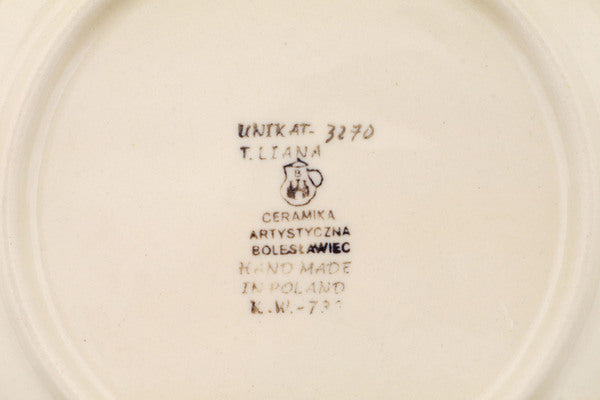 UNIKAT- 3270
T. LIANA
B
CERAMIKA
ARTYSTYCZNA
BOLESŁAWIEC
HAND MADE
IN POLAND
K.W.-